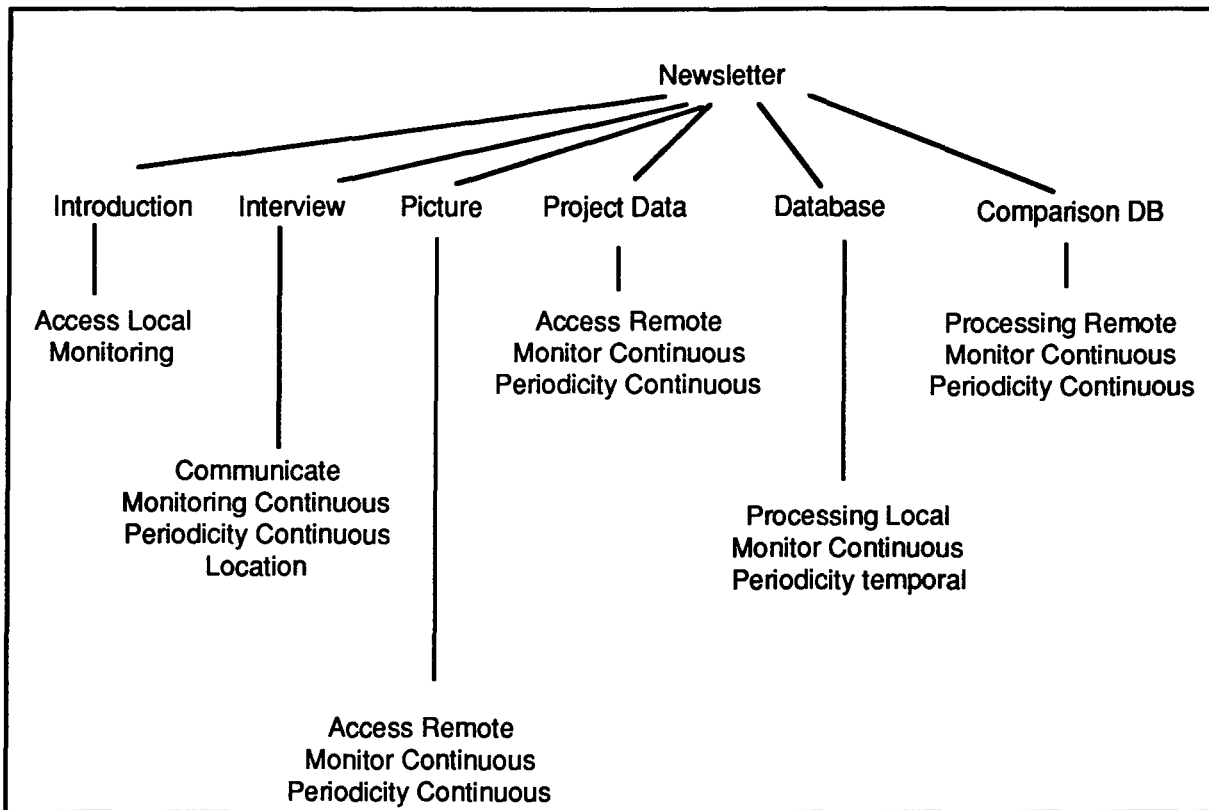 Newsletter
Introduction
Interview
Picture
Project Data
Database
Comparison DB
Access Local
Monitoring
Communicate
Monitoring Continuous
Periodicity Continuous
Location
Access Remote
Monitor Continuous
Periodicity Continuous
Access Remote
Monitor Continuous
Periodicity Continuous
Processing Local
Monitor Continuous
Periodicity temporal
Processing Remote
Monitor Continuous
Periodicity Continuous